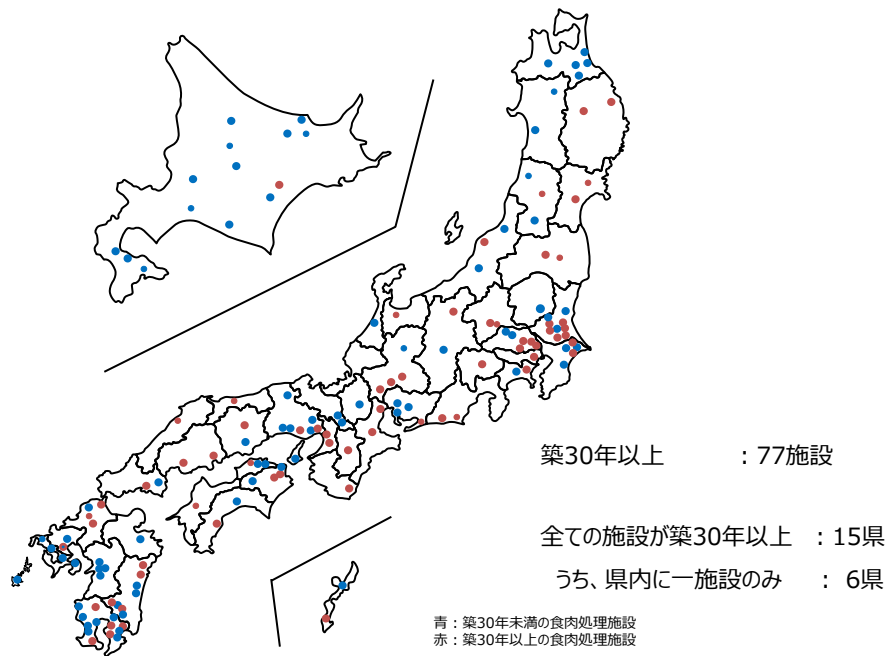 築30年以上 : 77施設
全ての施設が築30年以上 : 15県
うち、県内に一施設のみ : 6県
青：築30年未満の食肉処理施設
赤：築30年以上の食肉処理施設